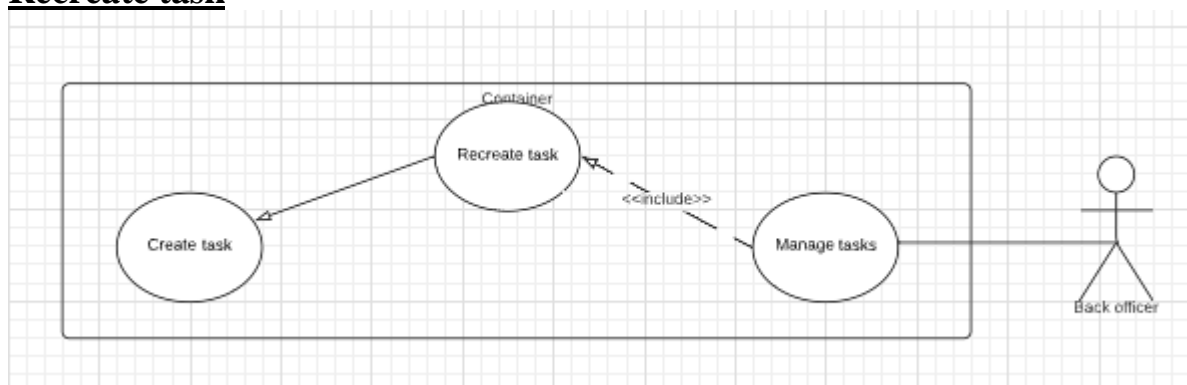 Recreate task
Container
Recreate task
<<include>>
Create task
Manage tasks
Back officer